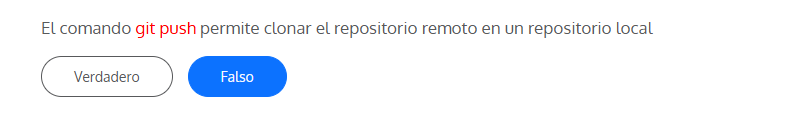 El comando git push permite clonar el repositorio remoto en un repositorio local
Verdadero Falso